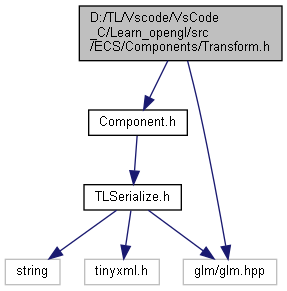 D:/TL/Vscode/VsCode
_C/Learn_opengl/src
/ECS/Components/Transform.h
Component.h
TLSerialize.h
string
tinyxml.h
glm/glm.hpp